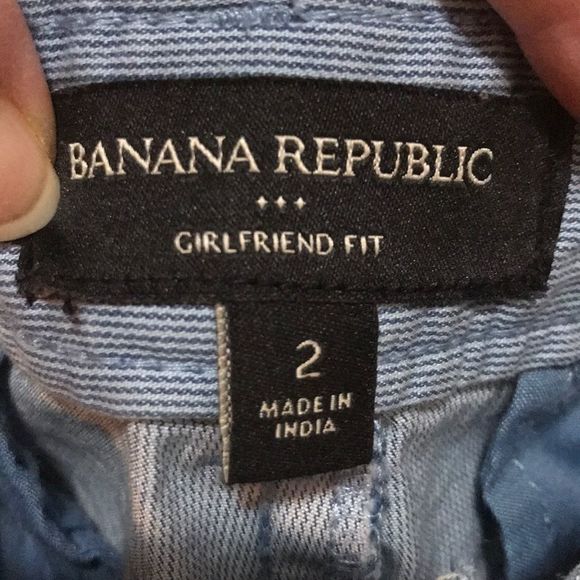 BANANA REPUBLIC
GIRLFRIEND FIT
2
MADE IN
INDIA